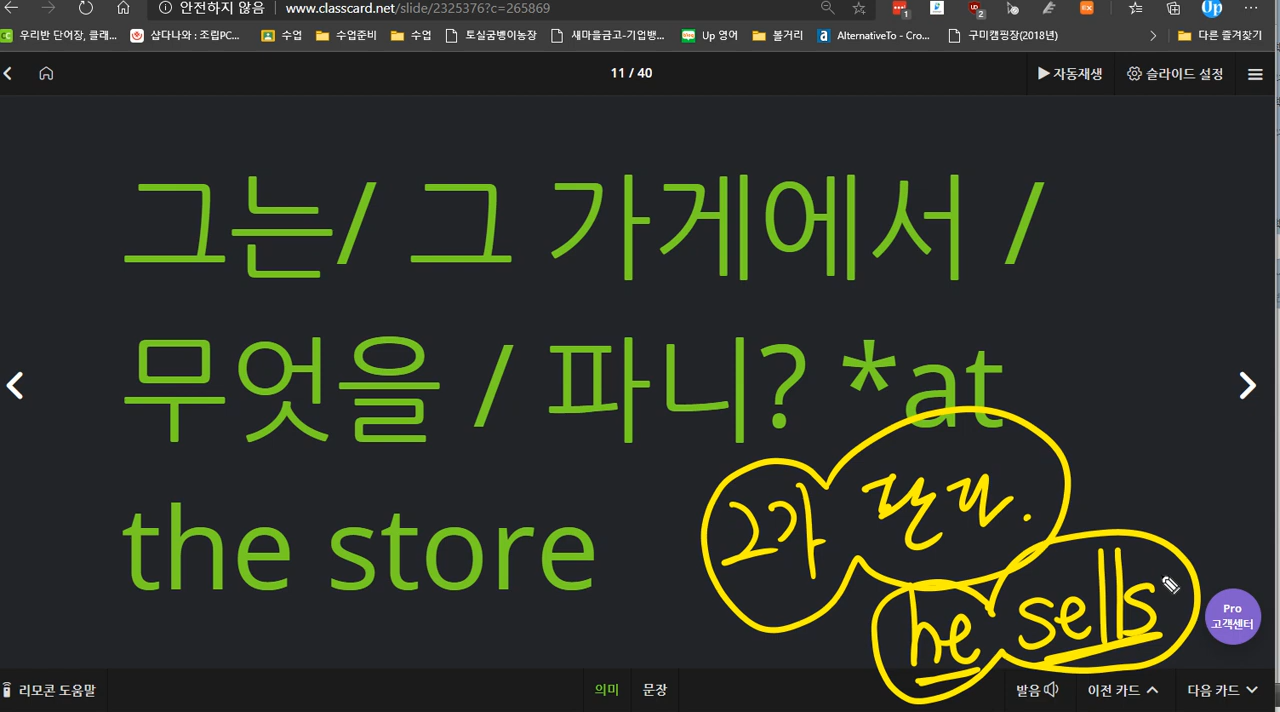 안전하지 않음 | www.classcard.net/slide/2325376?c=265869
우리반 단어장, 클래... 샵다나와 : 조립PC... 수업 수업준비 수업 토실굼벵이농장 새마을금고-기업뱅... Up 영어 볼거리 AlternativeTo - Cro... 구미캠핑장(2018년) 다른 즐겨찾기
11 / 40 자동재생 슬라이드 설정
그는/ 그 가게에서 /
무엇을 / 파니? *at
the store
그가 판다.
he sells
Pro
고객센터
리모콘 도움말 의미 문장 발음 이전 카드 다음 카드